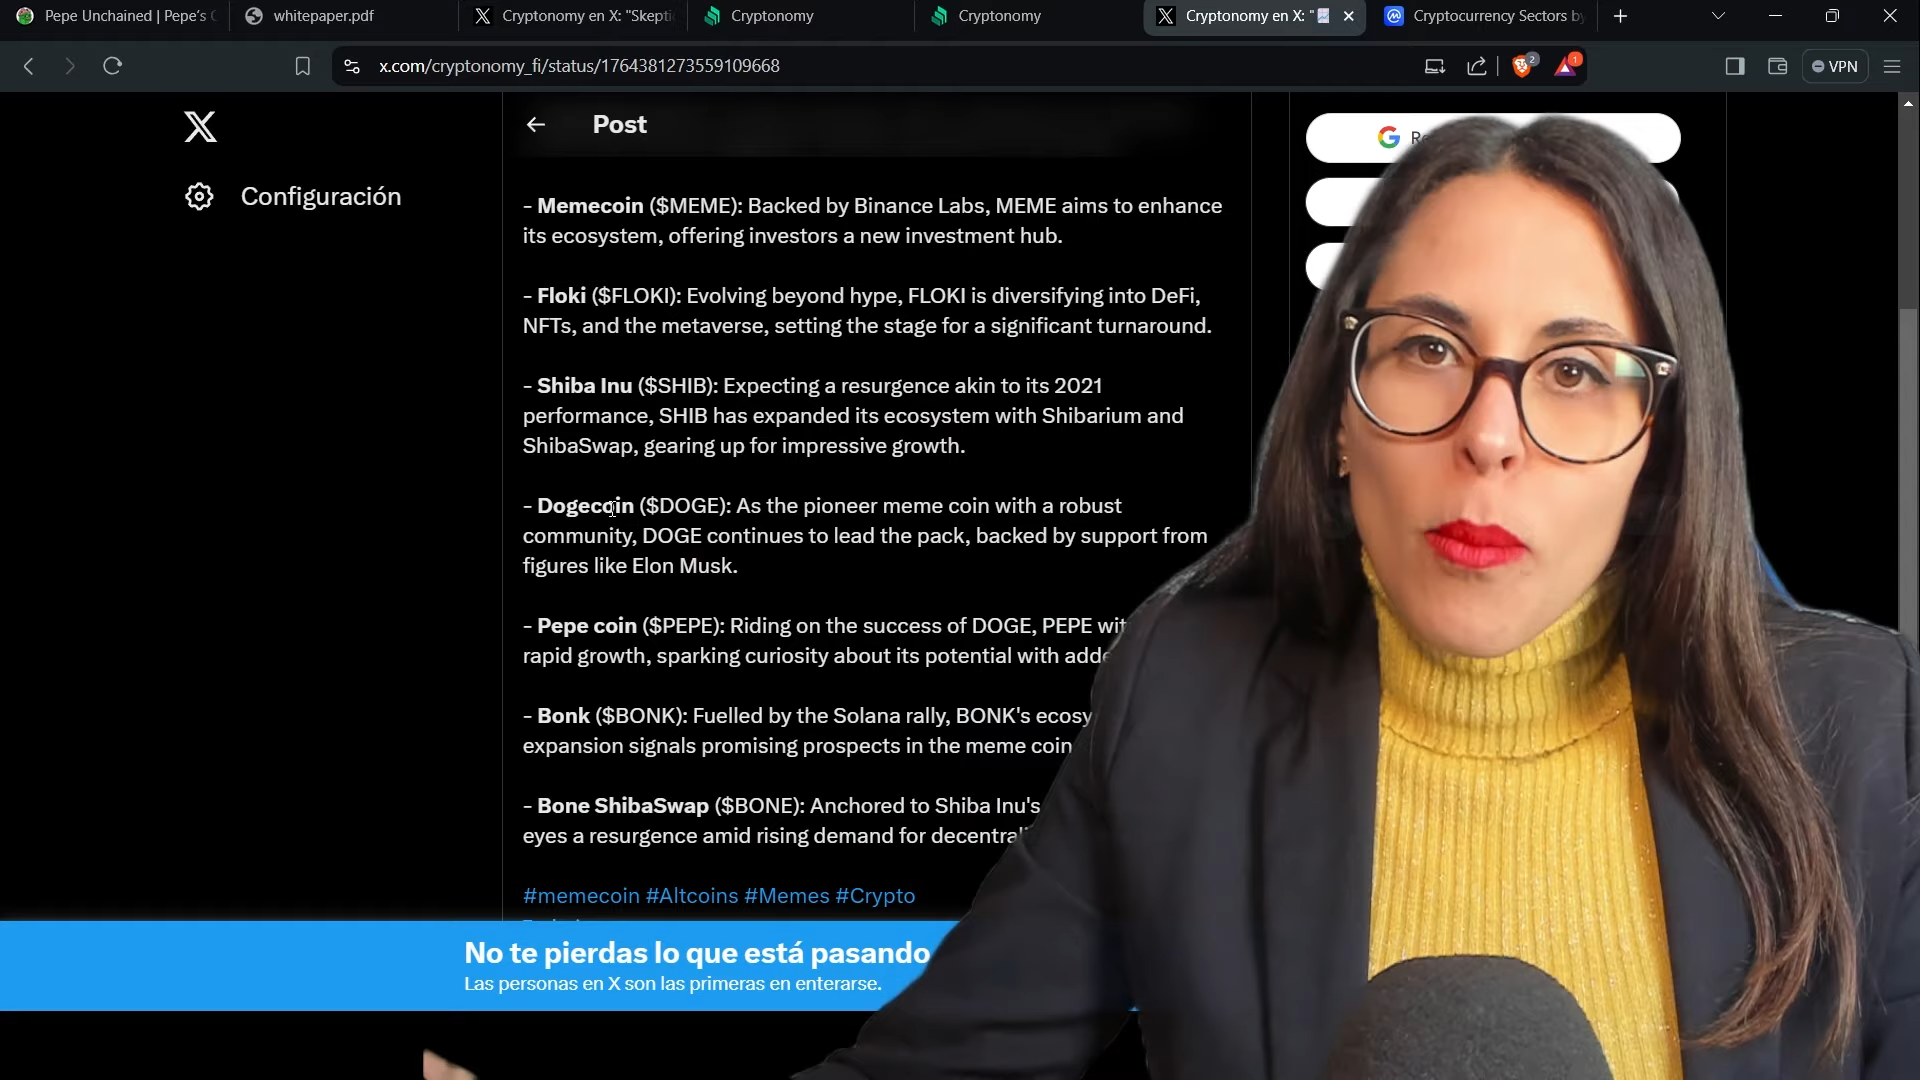 Pepe Unchained | Pepe's
whitepaper.pdf
Cryptonomy en X: "Skepti
Cryptonomy
Cryptonomy
Cryptonomy en X: "
Cryptocurrency Sectors by
x.com/cryptonomy_fi/status/1764381273559109668
2
1
VPN
X
Post
Configuración
- Memecoin ($MEME): Backed by Binance Labs, MEME aims to enhance
its ecosystem, offering investors a new investment hub.
- Floki ($FLOKI): Evolving beyond hype, FLOKI is diversifying into DeFi,
NFTs, and the metaverse, setting the stage for a significant turnaround.
- Shiba Inu ($SHIB): Expecting a resurgence akin to its 2021
performance, SHIB has expanded its ecosystem with Shibarium and
ShibaSwap, gearing up for impressive growth.
- Dogecoin ($DOGE): As the pioneer meme coin with a robust
community, DOGE continues to lead the pack, backed by support from
figures like Elon Musk.
- Pepe coin ($PEPE): Riding on the success of DOGE, PEPE wit
rapid growth, sparking curiosity about its potential with adde
- Bonk ($BONK): Fuelled by the Solana rally, BONK's ecosy
expansion signals promising prospects in the meme coin
- Bone ShibaSwap ($BONE): Anchored to Shiba Inu's
eyes a resurgence amid rising demand for decentral
#memecoin #Altcoins #Memes #Crypto
No te pierdas lo que está pasando
Las personas en X son las primeras en enterarse.